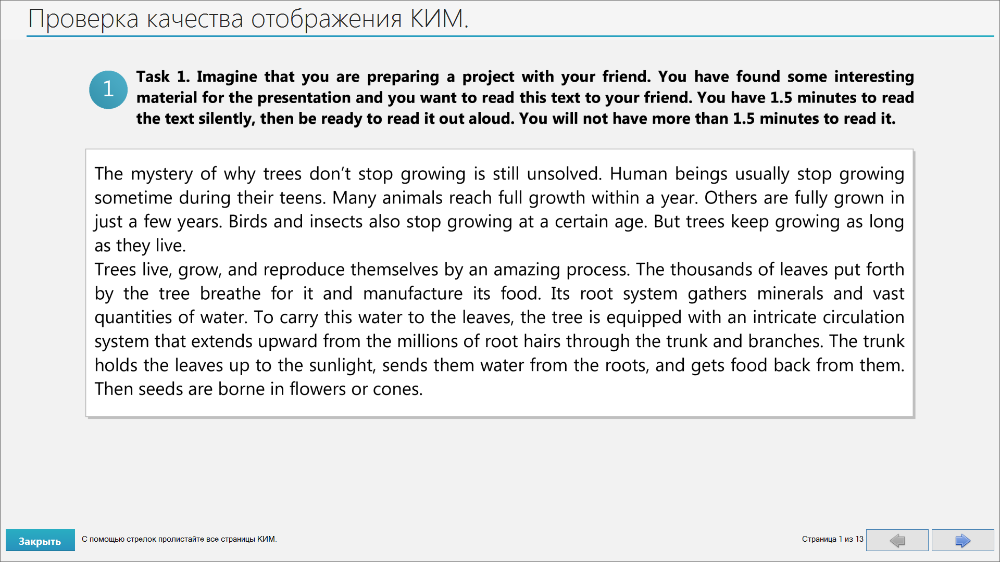 Проверка качества отображения КИМ.
1
Task 1. Imagine that you are preparing a project with your friend. You have found some interesting
material for the presentation and you want to read this text to your friend. You have 1.5 minutes to read
the text silently, then be ready to read it out aloud. You will not have more than 1.5 minutes to read it.
The mystery of why trees don’t stop growing is still unsolved. Human beings usually stop growing
sometime during their teens. Many animals reach full growth within a year. Others are fully grown in
just a few years. Birds and insects also stop growing at a certain age. But trees keep growing as long
as they live.
Trees live, grow, and reproduce themselves by an amazing process. The thousands of leaves put forth
by the tree breathe for it and manufacture its food. Its root system gathers minerals and vast
quantities of water. To carry this water to the leaves, the tree is equipped with an intricate circulation
system that extends upward from the millions of root hairs through the trunk and branches. The trunk
holds the leaves up to the sunlight, sends them water from the roots, and gets food back from them.
Then seeds are borne in flowers or cones.
Закрыть
С помощью стрелок пролистайте все страницы КИМ.
Страница 1 из 13